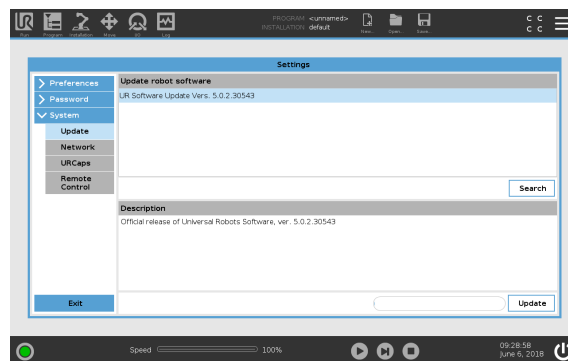 UR
PROGRAM <unnamed>
INSTALLATION default
C C
C C
Run Program Installation Move I/O Log New... Open... Save...
Settings
Preferences
Password
System
Update
Network
URCaps
Remote
Control
Exit
Update robot software
UR Software Update Vers. 5.0.2.30543
Search
Description
Official release of Universal Robots Software, ver. 5.0.2.30543
Update
Speed 100%
09:28:58
June 6, 2018